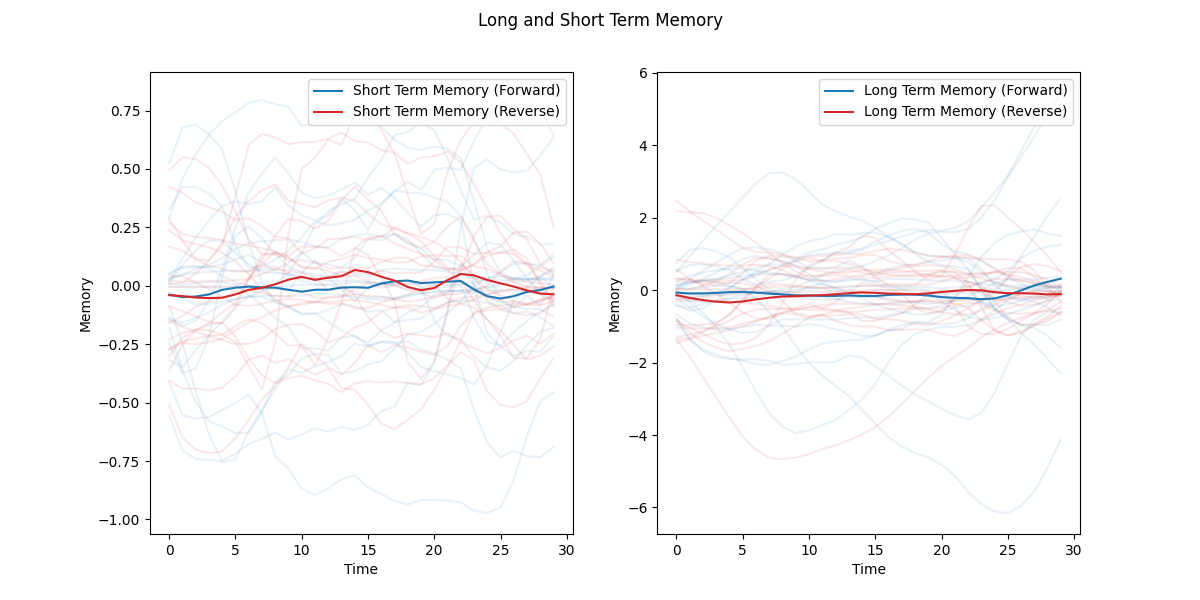 Long and Short Term Memory
Short Term Memory (Forward)
Short Term Memory (Reverse)
0.75
0.50
0.25
0.00
−0.25
−0.50
−0.75
−1.00
Memory
0 5 10 15 20 25 30
Time
Long Term Memory (Forward)
Long Term Memory (Reverse)
6
4
2
0
−2
−4
−6
Memory
0 5 10 15 20 25 30
Time